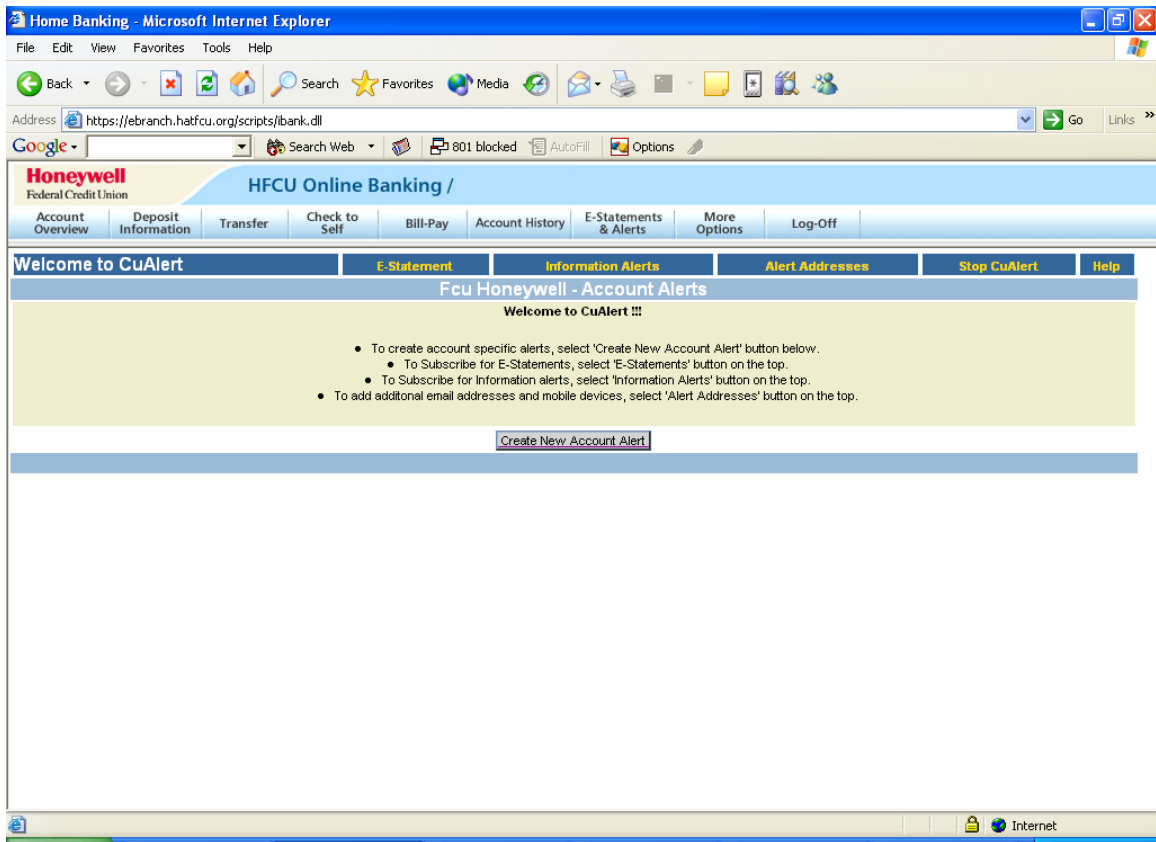 Home Banking - Microsoft Internet Explorer
File Edit View Favorites Tools Help
Back Search Favorites Media
Address https://ebranch.hatfcu.org/scripts/ibank.dll Go Links »
Google Search Web 801 blocked AutoFill Options
Honeywell
Federal Credit Union
HFCU Online Banking /
Account Overview Deposit Information Transfer Check to Self Bill-Pay Account History E-Statements & Alerts More Options Log-Off
Welcome to CuAlert E-Statement Information Alerts Alert Addresses Stop CuAlert Help
Fcu Honeywell - Account Alerts
Welcome to CuAlert !!!
• To create account specific alerts, select 'Create New Account Alert' button below.
• To Subscribe for E-Statements, select 'E-Statements' button on the top.
• To Subscribe for Information alerts, select 'Information Alerts' button on the top.
• To add additonal email addresses and mobile devices, select 'Alert Addresses' button on the top.
Create New Account Alert
Internet